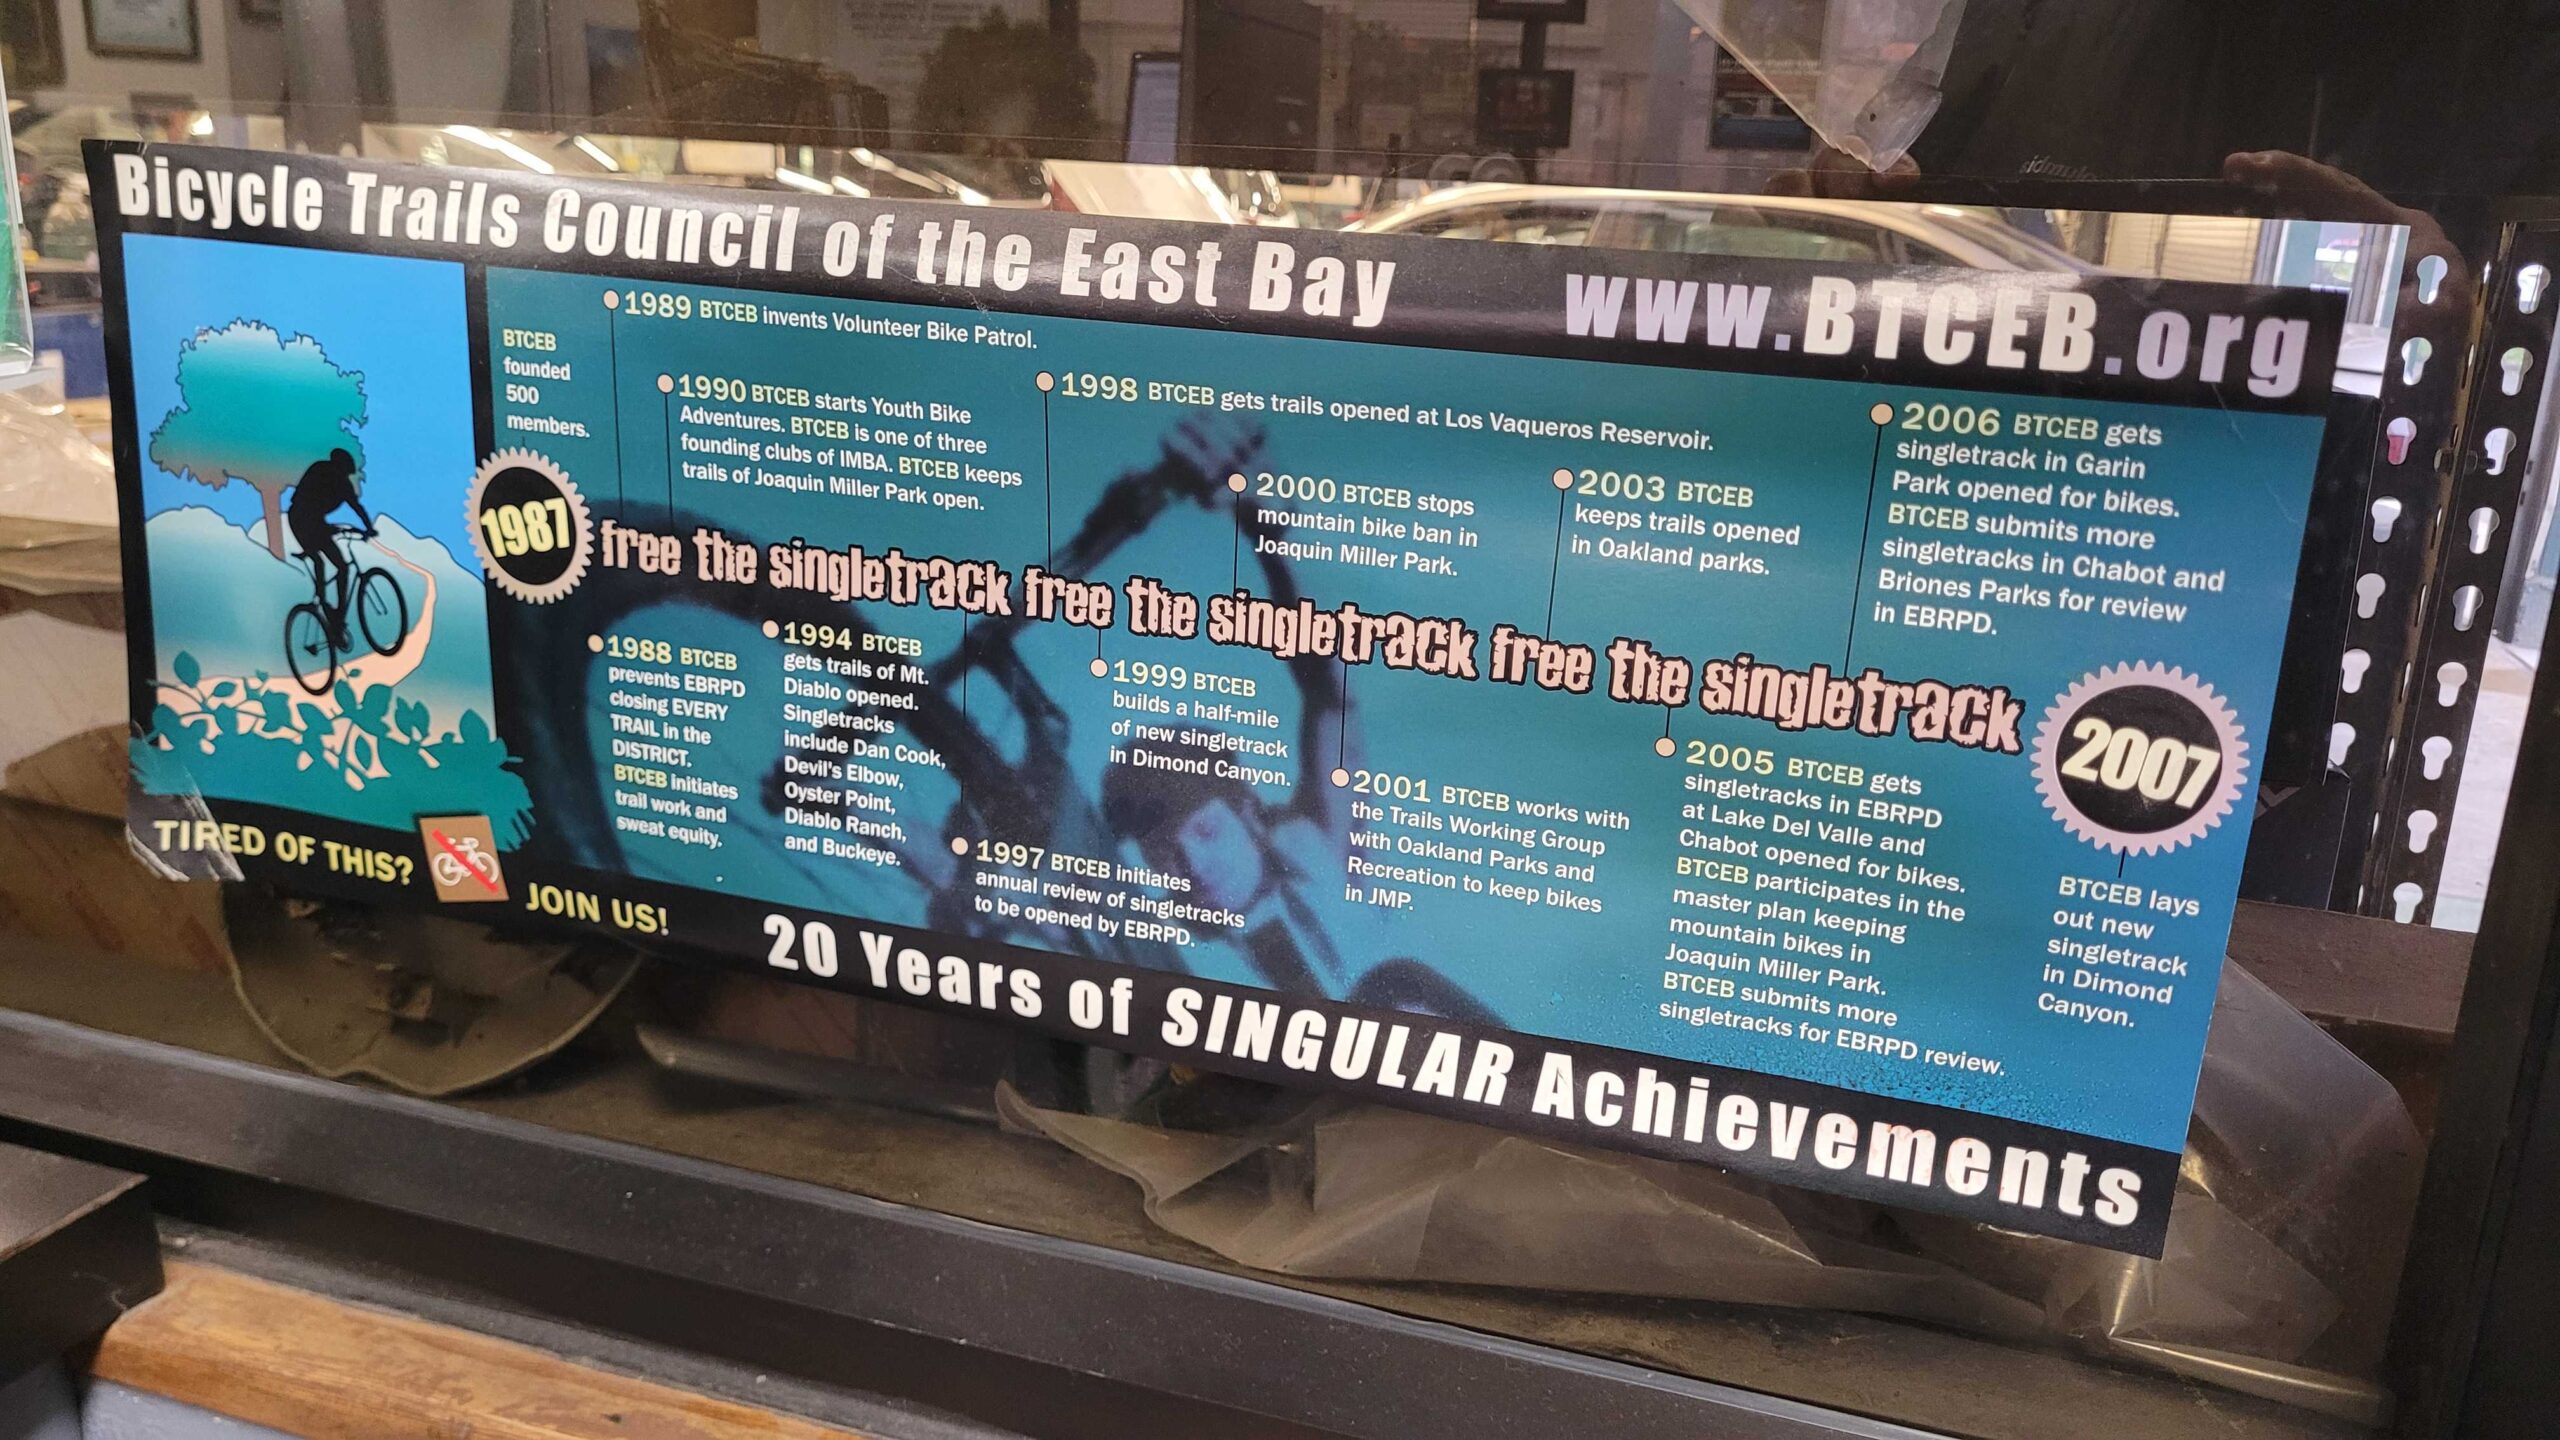 Bicycle Trails Council of the East Bay
www.BTCEB.org
BTCEB
founded
500
members.
1987
1989 BTCEB invents Volunteer Bike Patrol.
1990 BTCEB starts Youth Bike
Adventures. BTCEB is one of three
founding clubs of IMBA. BTCEB keeps
trails of Joaquin Miller Park open.
1998 BTCEB gets trails opened at Los Vaqueros Reservoir.
2000 BTCEB stops
mountain bike ban in
Joaquin Miller Park.
2003 BTCEB
keeps trails opened
in Oakland parks.
2006 BTCEB gets
singletrack in Garin
Park opened for bikes.
BTCEB submits more
singletracks in Chabot and
Briones Parks for review
in EBRPD.
free the singletrack free the singletrack free the singletrack
1988 BTCEB
prevents EBRPD
closing EVERY
TRAIL in the
DISTRICT.
BTCEB initiates
trail work and
sweat equity.
1994 BTCEB
gets trails of Mt.
Diablo opened.
Singletracks
include Dan Cook,
Devil's Elbow,
Oyster Point,
Diablo Ranch,
and Buckeye.
1997 BTCEB initiates
annual review of singletracks
to be opened by EBRPD.
1999 BTCEB
builds a half-mile
of new singletrack
in Dimond Canyon.
2001 BTCEB works with
the Trails Working Group
with Oakland Parks and
Recreation to keep bikes
in JMP.
2005 BTCEB gets
singletracks in EBRPD
at Lake Del Valle and
Chabot opened for bikes.
BTCEB participates in the
master plan keeping
mountain bikes in
Joaquin Miller Park.
BTCEB submits more
singletracks for EBRPD review.
2007
BTCEB lays
out new
singletrack
in Dimond
Canyon.
TIRED OF THIS? JOIN US!
20 Years of SINGULAR Achievements